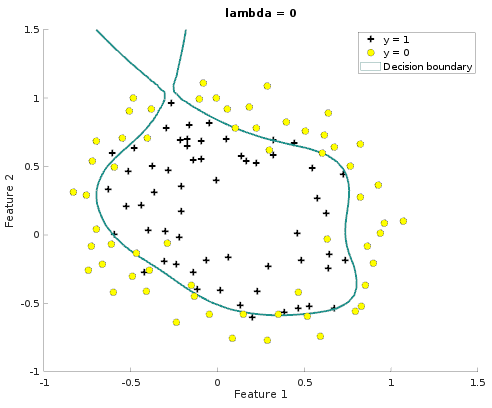 lambda = 0
y = 1
y = 0
Decision boundary
Feature 2
1.5
1
0.5
0
-0.5
-1
-1
-0.5
0
0.5
1
1.5
Feature 1